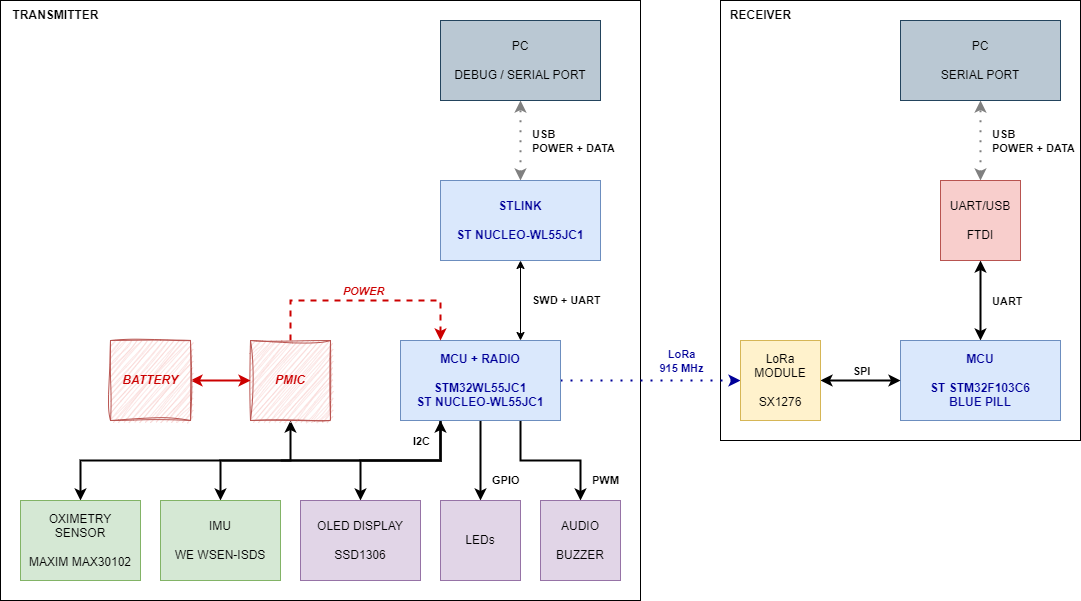 TRANSMITTER
PC
DEBUG / SERIAL PORT
USB
POWER + DATA
STLINK
ST NUCLEO-WL55JC1
SWD + UART
POWER
BATTERY
PMIC
MCU + RADIO
STM32WL55JC1
ST NUCLEO-WL55JC1
I2C
GPIO
PWM
OXIMETRY
SENSOR
MAXIM MAX30102
IMU
WE WSEN-ISDS
OLED DISPLAY
SSD1306
LEDs
AUDIO
BUZZER
LoRa
915 MHz
RECEIVER
PC
SERIAL PORT
USB
POWER + DATA
UART/USB
FTDI
UART
LoRa
MODULE
SX1276
SPI
MCU
ST STM32F103C6
BLUE PILL